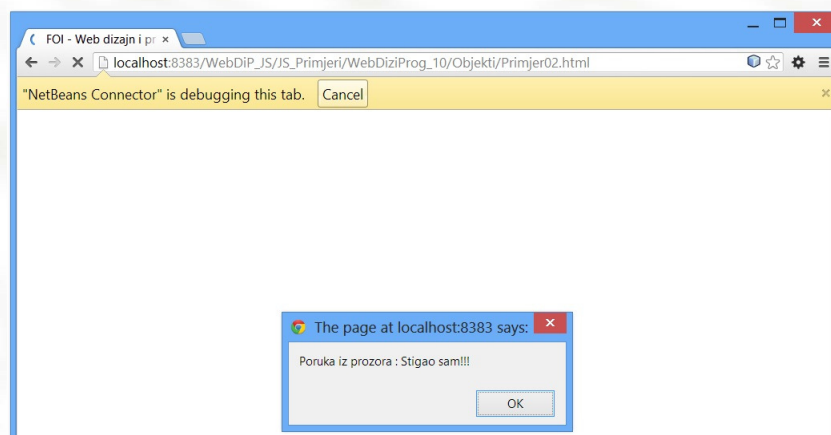 FOI - Web dizajn i pr
localhost:8383/WebDiP_JS/JS_Primjeri/WebDiziProg_10/Objekti/Primjer02.html
"NetBeans Connector" is debugging this tab. Cancel
The page at localhost:8383 says:
Poruka iz prozora : Stigao sam!!!
OK